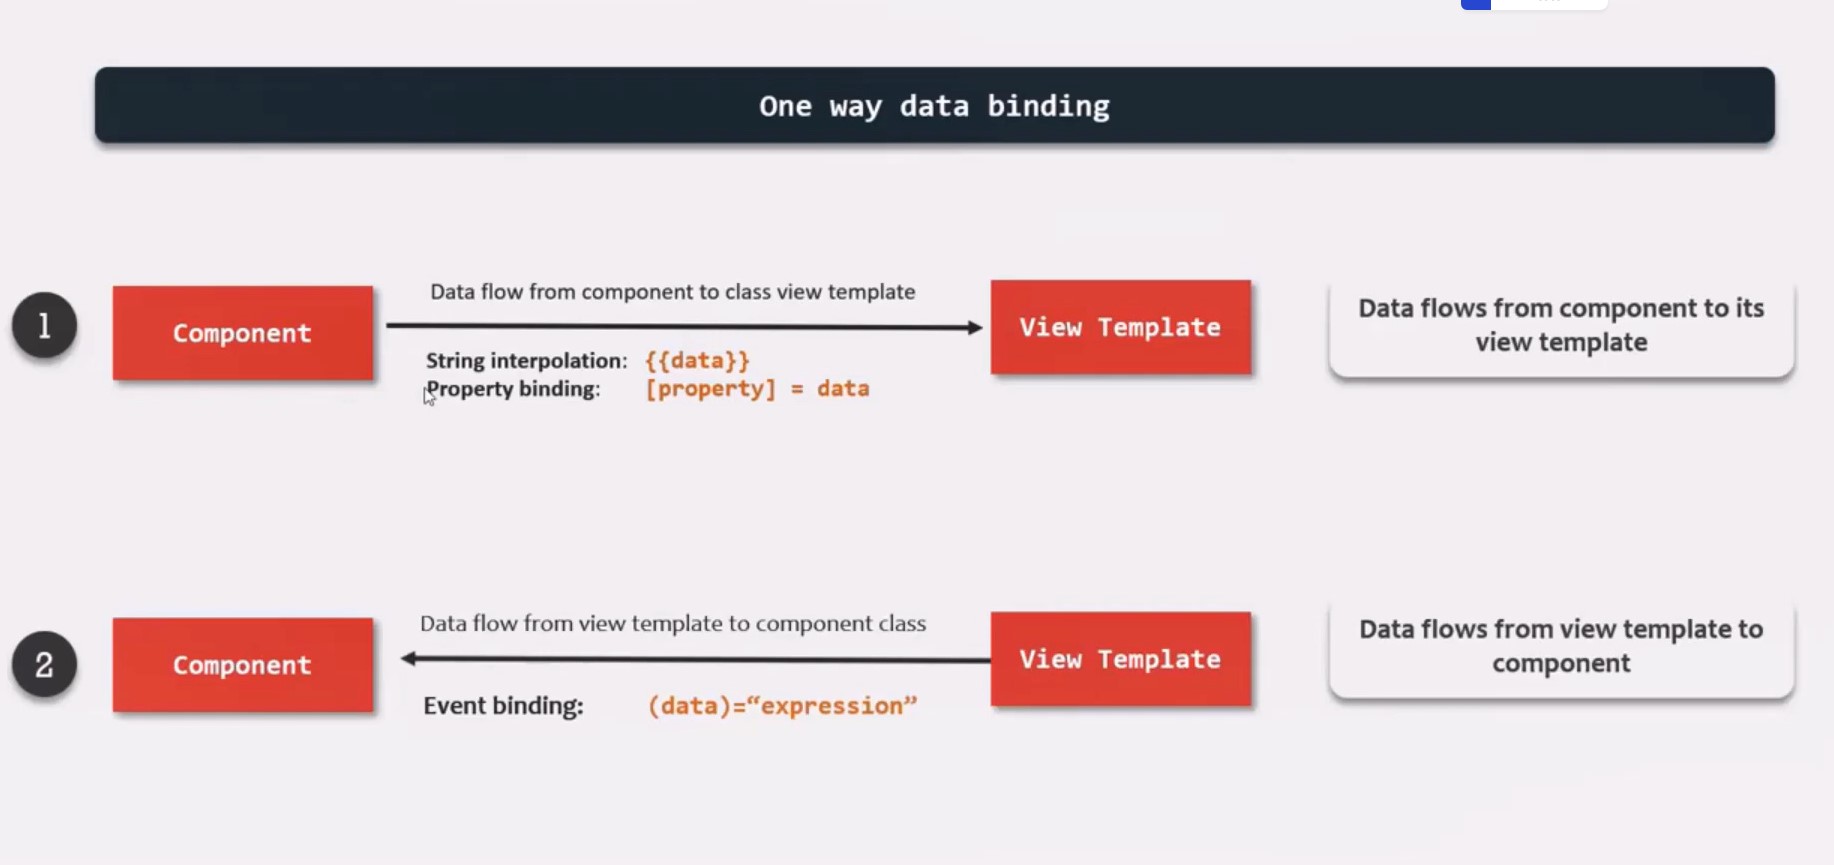 One way data binding
1
Component
Data flow from component to class view template
String interpolation: {{data}}
Property binding: [property] = data
View Template
Data flows from component to its
view template
2
Component
Data flow from view template to component class
Event binding: (data)=“expression”
View Template
Data flows from view template to
component